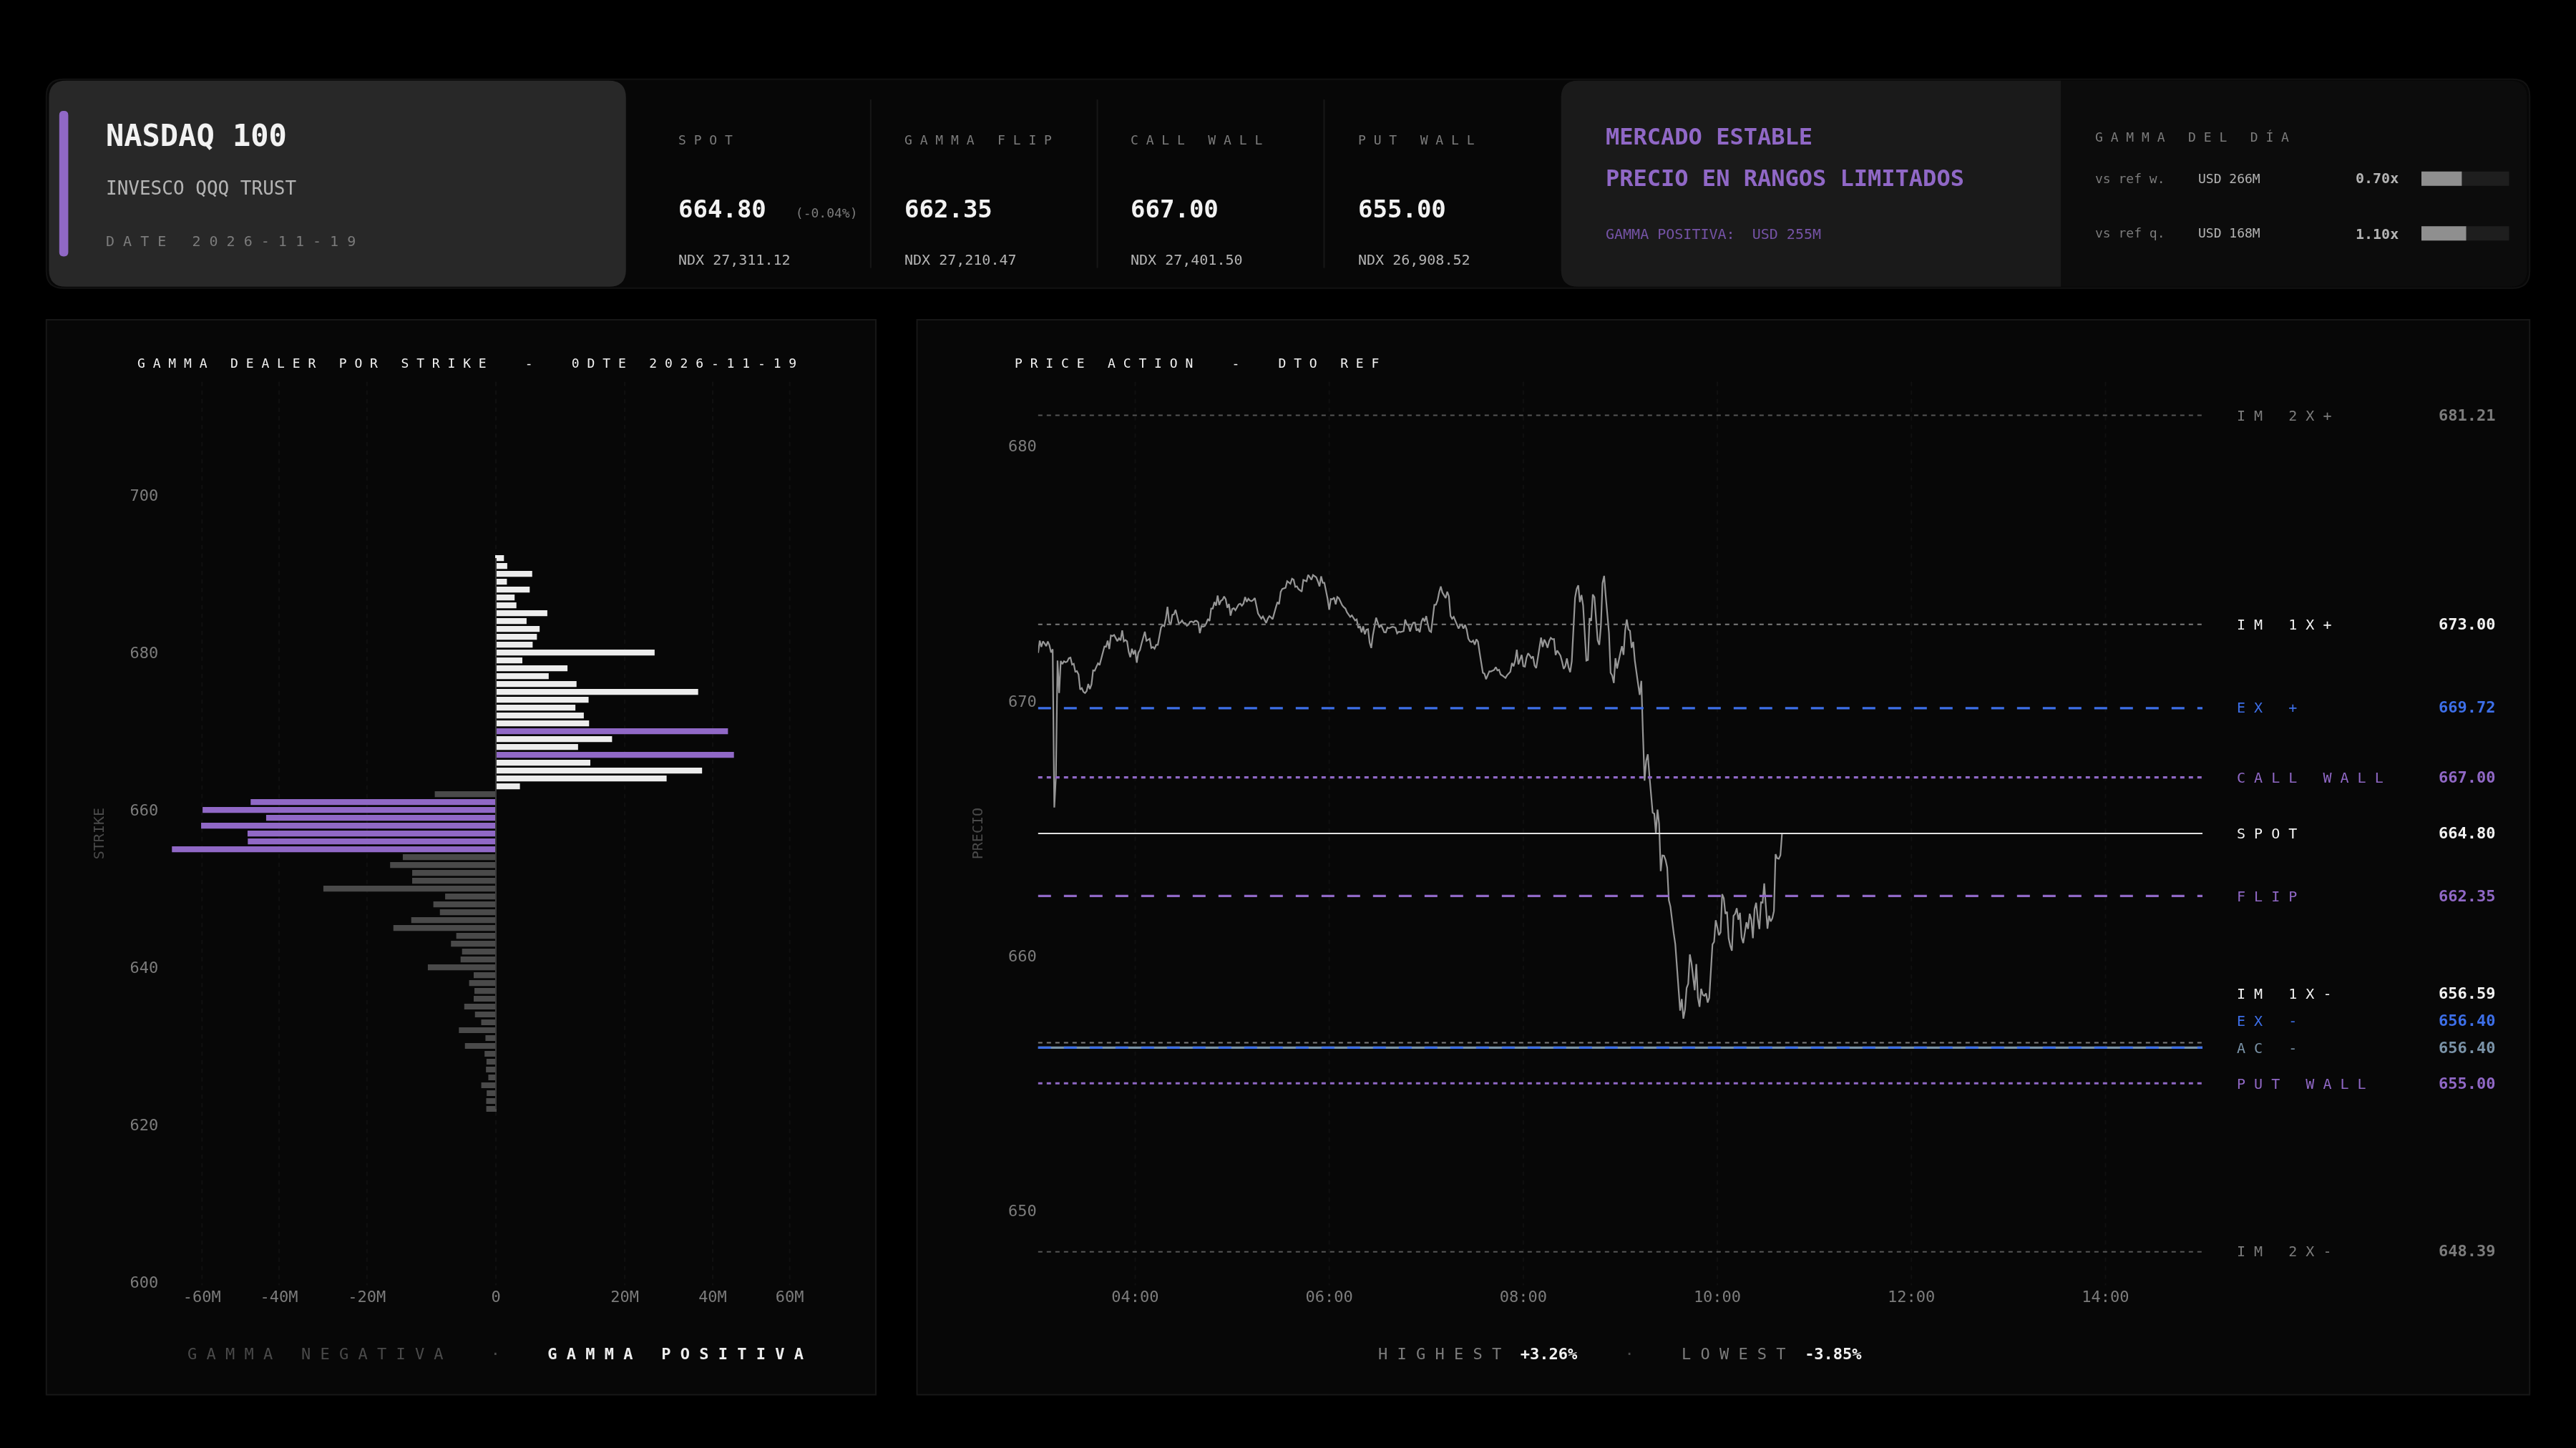 NASDAQ 100
INVESCO QQQ TRUST
DATE 2026-11-19
SPOT
664.80 (-0.04%)
NDX 27,311.12
GAMMA FLIP
662.35
NDX 27,210.47
CALL WALL
667.00
NDX 27,401.50
PUT WALL
655.00
NDX 26,908.52
MERCADO ESTABLE
PRECIO EN RANGOS LIMITADOS
GAMMA POSITIVA: USD 255M
GAMMA DEL DÍA
vs ref w. USD 266M 0.70x
vs ref q. USD 168M 1.10x
GAMMA DEALER POR STRIKE - 0DTE 2026-11-19
STRIKE
700
680
660
640
620
600
-60M -40M -20M 0 20M 40M 60M
GAMMA NEGATIVA · GAMMA POSITIVA
PRICE ACTION - DTO REF
PRECIO
680
670
660
650
04:00 06:00 08:00 10:00 12:00 14:00
IM 2X+ 681.21
IM 1X+ 673.00
EX + 669.72
CALL WALL 667.00
SPOT 664.80
FLIP 662.35
IM 1X- 656.59
EX - 656.40
AC - 656.40
PUT WALL 655.00
IM 2X- 648.39
HIGHEST +3.26% · LOWEST -3.85%